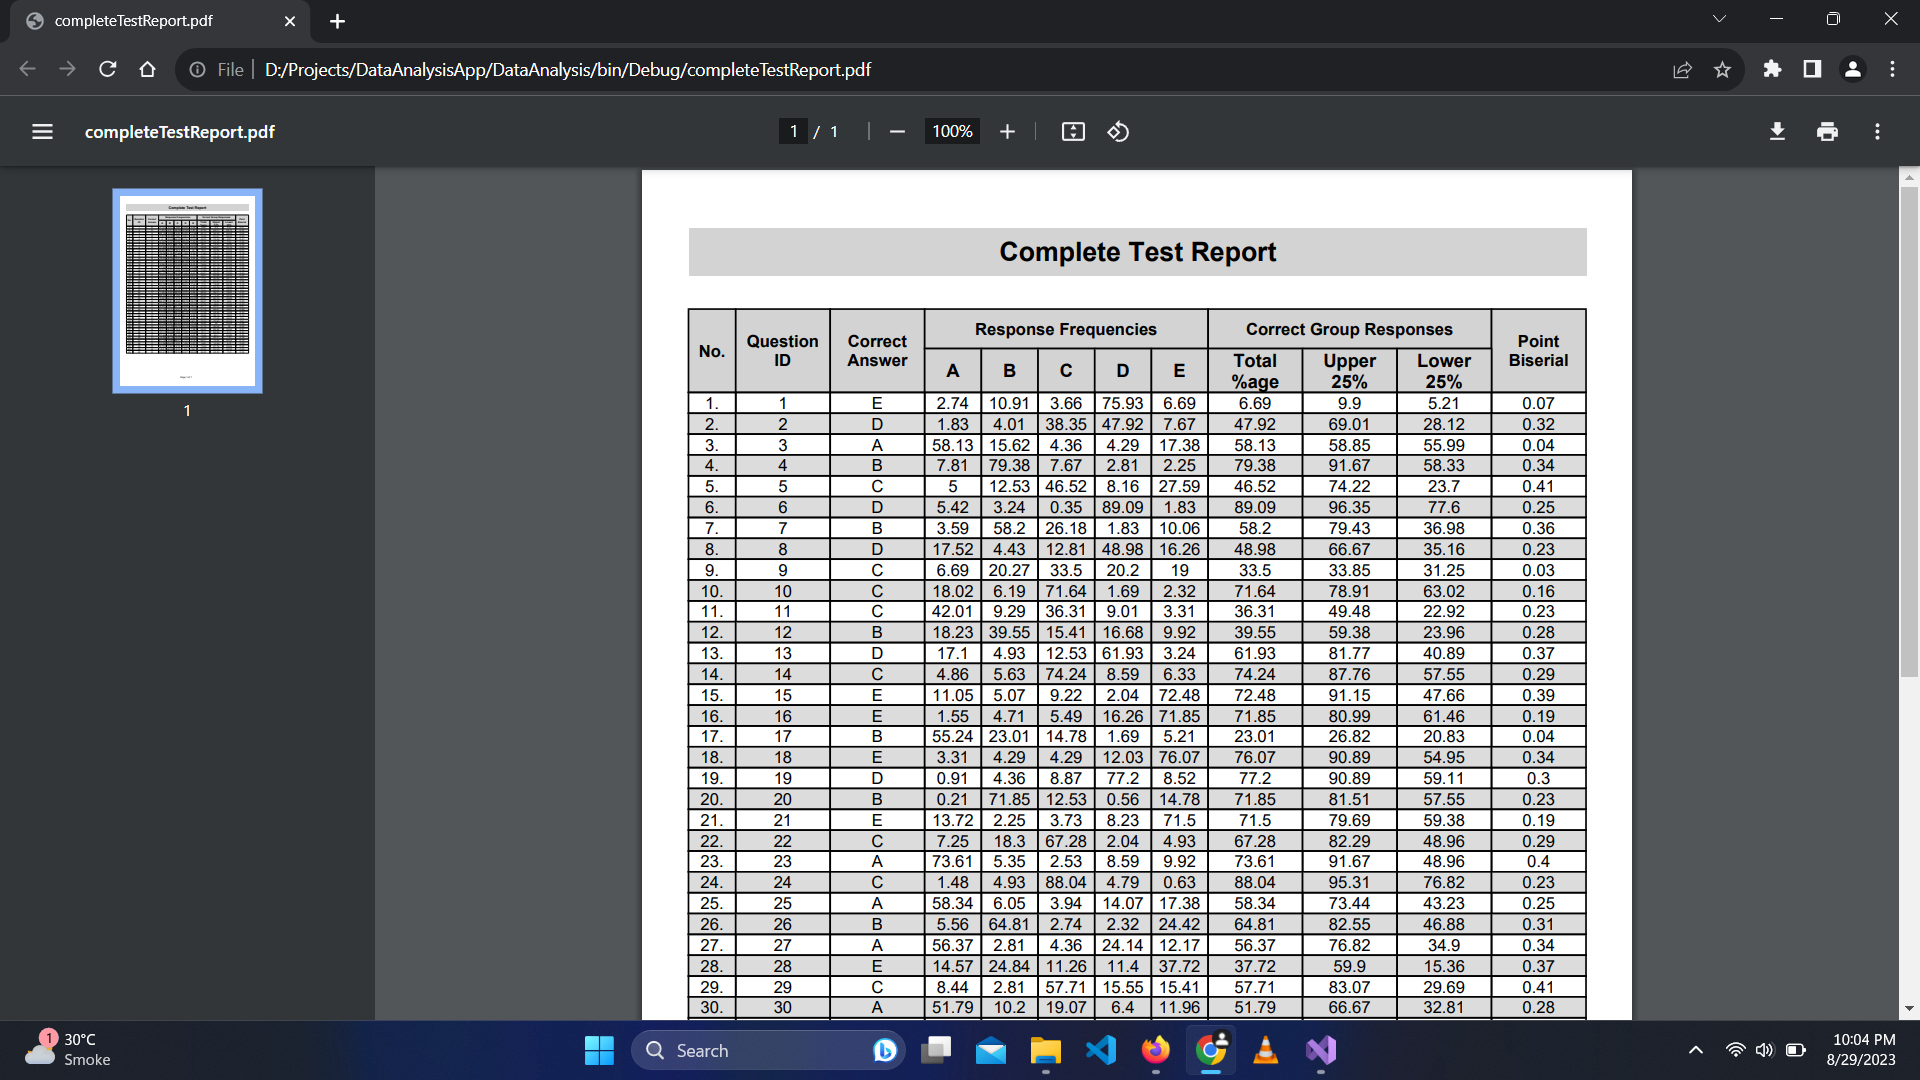 completeTestReport.pdf
File D:/Projects/DataAnalysisApp/DataAnalysis/bin/Debug/completeTestReport.pdf
completeTestReport.pdf 1 / 1 100%
1
Complete Test Report
No. Question ID Correct Answer Response Frequencies Correct Group Responses Point Biserial
A B C D E Total %age Upper 25% Lower 25%
1. 1 E 2.74 10.91 3.66 75.93 6.69 6.69 9.9 5.21 0.07
2. 2 D 1.83 4.01 38.35 47.92 7.67 47.92 69.01 28.12 0.32
3. 3 A 58.13 15.62 4.36 4.29 17.38 58.13 58.85 55.99 0.04
4. 4 B 7.81 79.38 7.67 2.81 2.25 79.38 91.67 58.33 0.34
5. 5 C 5 12.53 46.52 8.16 27.59 46.52 74.22 23.7 0.41
6. 6 D 5.42 3.24 0.35 89.09 1.83 89.09 96.35 77.6 0.25
7. 7 B 3.59 58.2 26.18 1.83 10.06 58.2 79.43 36.98 0.36
8. 8 D 17.52 4.43 12.81 48.98 16.26 48.98 66.67 35.16 0.23
9. 9 C 6.69 20.27 33.5 20.2 19 33.5 33.85 31.25 0.03
10. 10 C 18.02 6.19 71.64 1.69 2.32 71.64 78.91 63.02 0.16
11. 11 C 42.01 9.29 36.31 9.01 3.31 36.31 49.48 22.92 0.23
12. 12 B 18.23 39.55 15.41 16.68 9.92 39.55 59.38 23.96 0.28
13. 13 D 17.1 4.93 12.53 61.93 3.24 61.93 81.77 40.89 0.37
14. 14 C 4.86 5.63 74.24 8.59 6.33 74.24 87.76 57.55 0.29
15. 15 E 11.05 5.07 9.22 2.04 72.48 72.48 91.15 47.66 0.39
16. 16 E 1.55 4.71 5.49 16.26 71.85 71.85 80.99 61.46 0.19
17. 17 B 55.24 23.01 14.78 1.69 5.21 23.01 26.82 20.83 0.04
18. 18 E 3.31 4.29 4.29 12.03 76.07 76.07 90.89 54.95 0.34
19. 19 D 0.91 4.36 8.87 77.2 8.52 77.2 90.89 59.11 0.3
20. 20 B 0.21 71.85 12.53 0.56 14.78 71.85 81.51 57.55 0.23
21. 21 E 13.72 2.25 3.73 8.23 71.5 71.5 79.69 59.38 0.19
22. 22 C 7.25 18.3 67.28 2.04 4.93 67.28 82.29 48.96 0.29
23. 23 A 73.61 5.35 2.53 8.59 9.92 73.61 91.67 48.96 0.4
24. 24 C 1.48 4.93 88.04 4.79 0.63 88.04 95.31 76.82 0.23
25. 25 A 58.34 6.05 3.94 14.07 17.38 58.34 73.44 43.23 0.25
26. 26 B 5.56 64.81 2.74 2.32 24.42 64.81 82.55 46.88 0.31
27. 27 A 56.37 2.81 4.36 24.14 12.17 56.37 76.82 34.9 0.34
28. 28 E 14.57 24.84 11.26 11.4 37.72 37.72 59.9 15.36 0.37
29. 29 C 8.44 2.81 57.71 15.55 15.41 57.71 83.07 29.69 0.41
30. 30 A 51.79 10.2 19.07 6.4 11.96 51.79 66.67 32.81 0.28
1 30°C
Smoke
Search
10:04 PM
8/29/2023